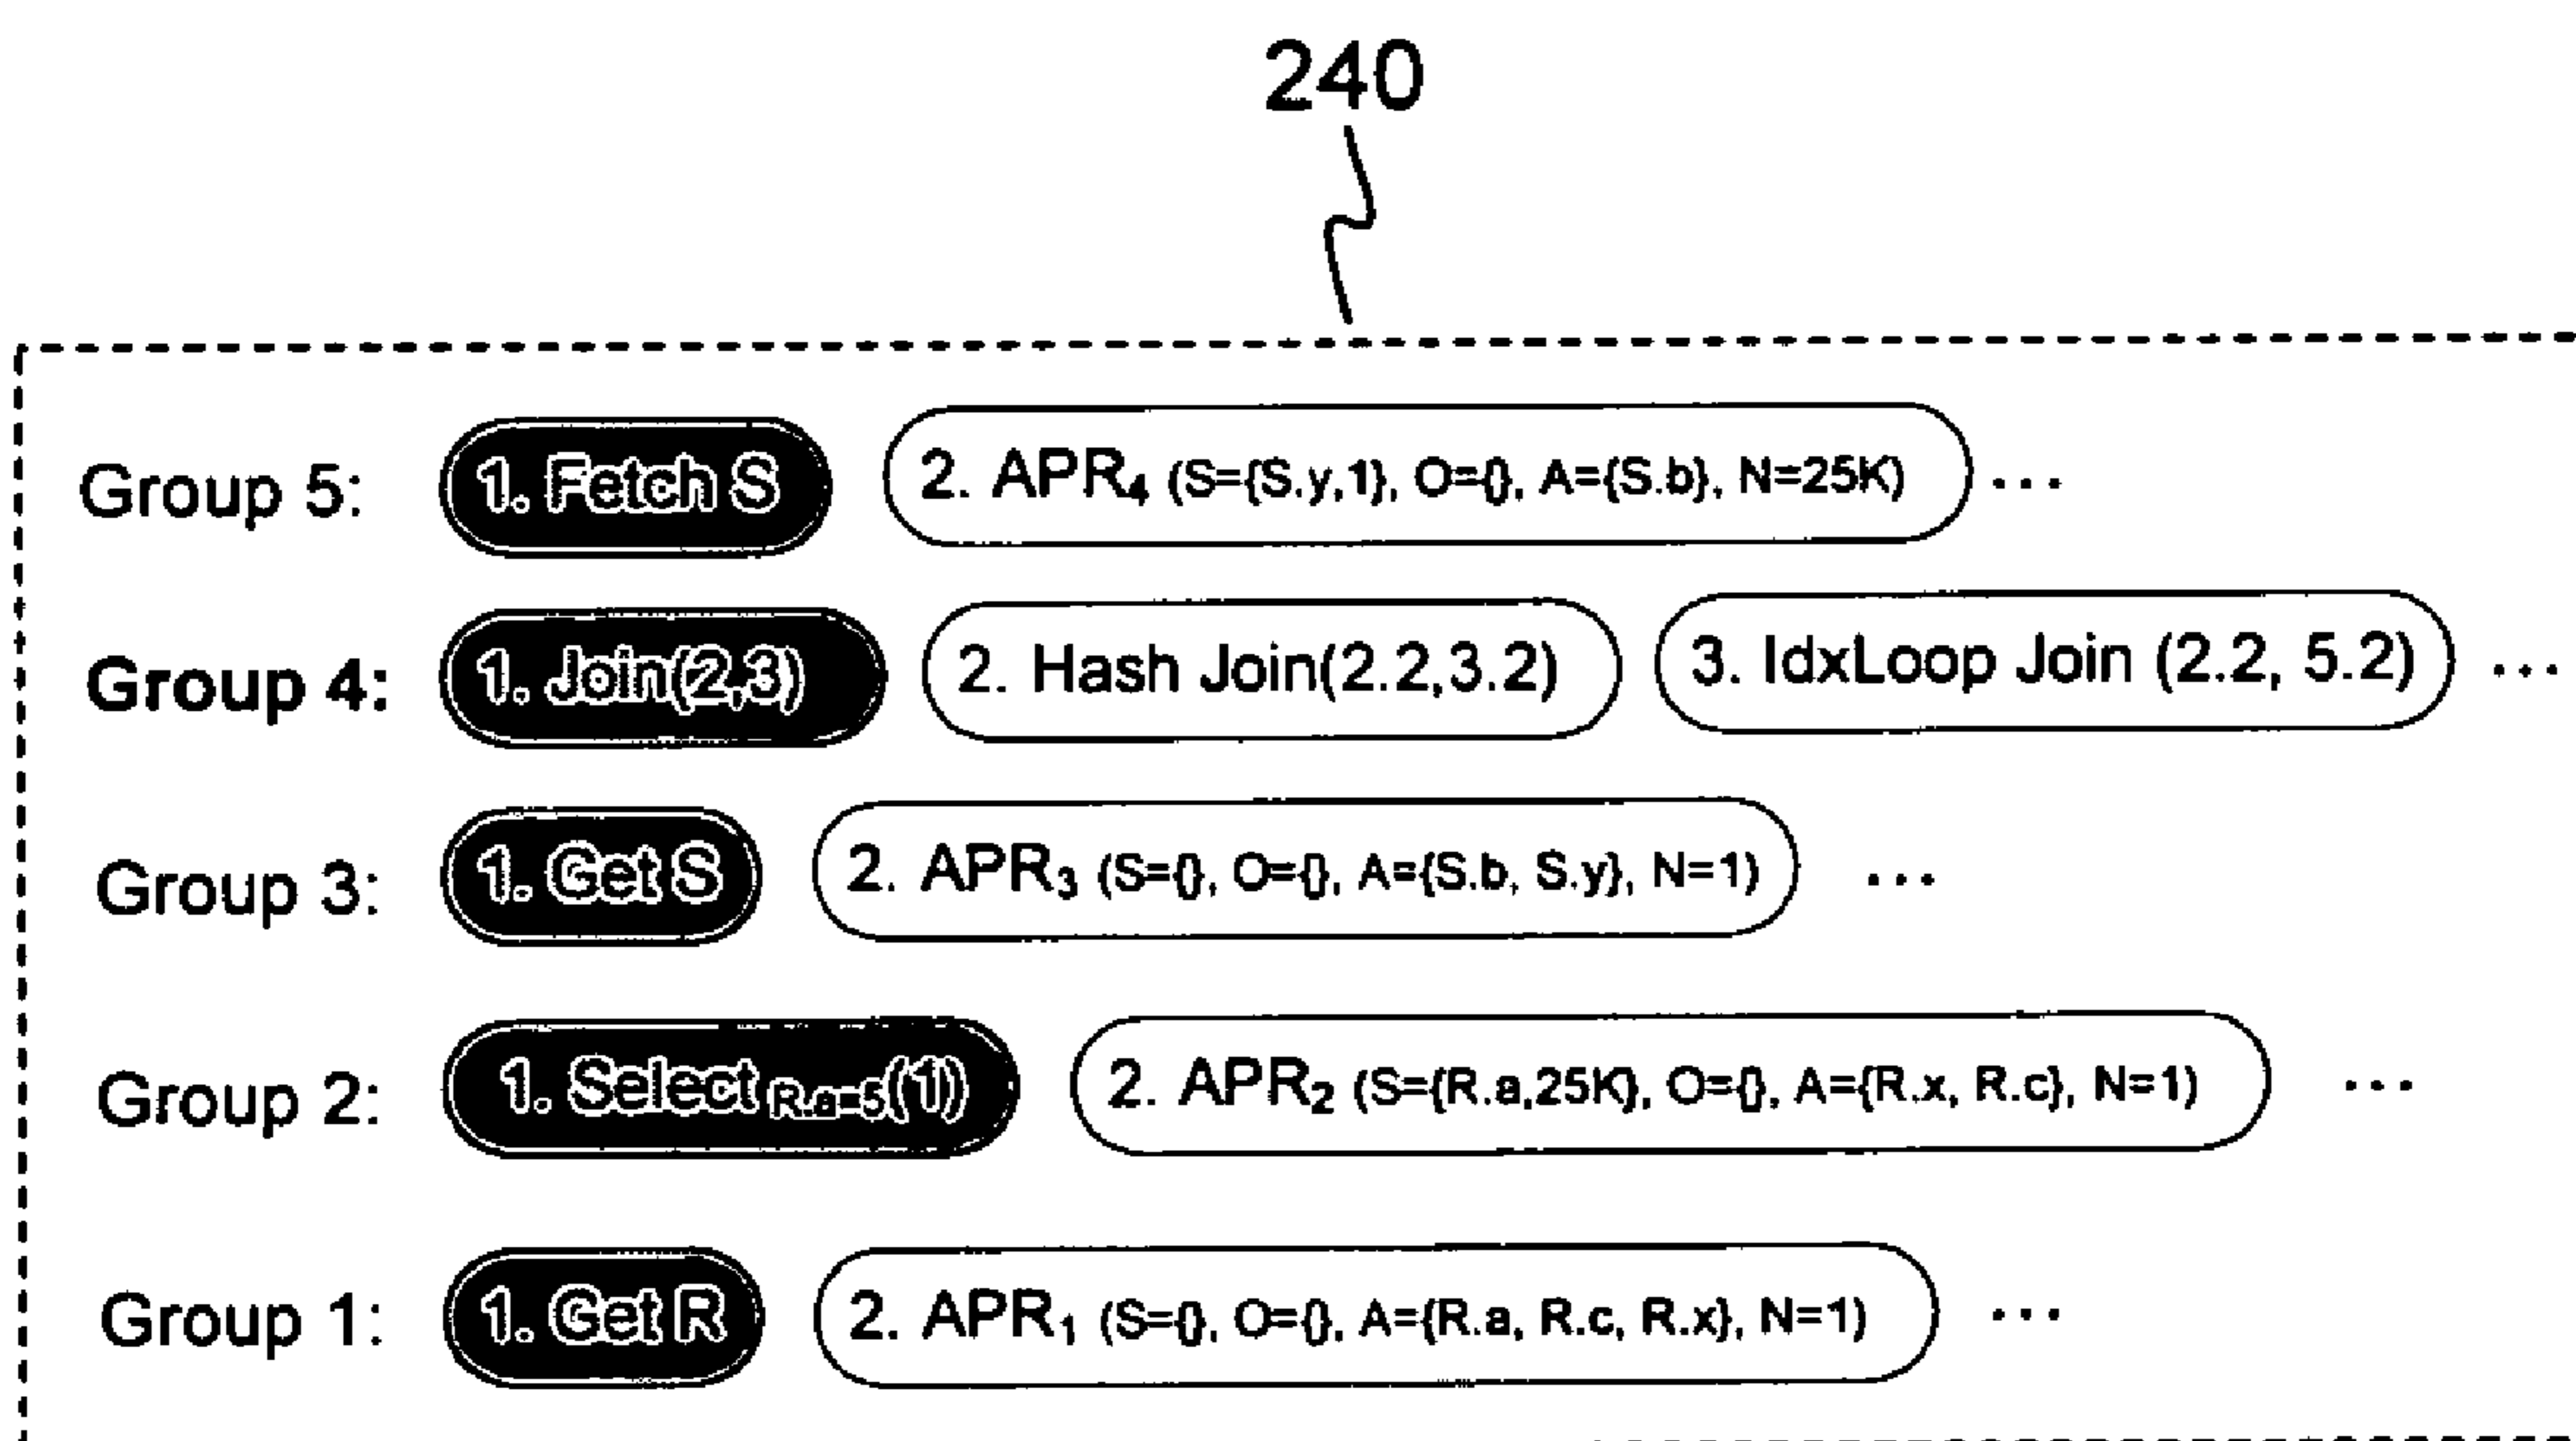 240
Group 5: 1. Fetch S 2. APR₄ (S={S.y,1}, O={}, A={S.b}, N=25K) ...
Group 4: 1. Join(2,3) 2. Hash Join(2.2,3.2) 3. IdxLoop Join (2.2, 5.2) ...
Group 3: 1. Get S 2. APR₃ (S={}, O={}, A={S.b, S.y}, N=1) ...
Group 2: 1. Select R.a=5(1) 2. APR₂ (S={R.a,25K}, O={}, A={R.x, R.c}, N=1) ...
Group 1: 1. Get R 2. APR₁ (S={}, O={}, A={R.a, R.c, R.x}, N=1) ...